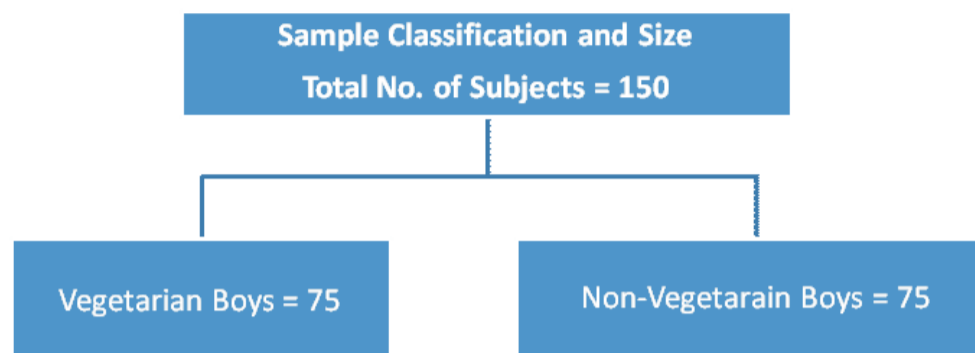 Sample Classification and Size
Total No. of Subjects = 150
Vegetarian Boys = 75
Non-Vegetarain Boys = 75